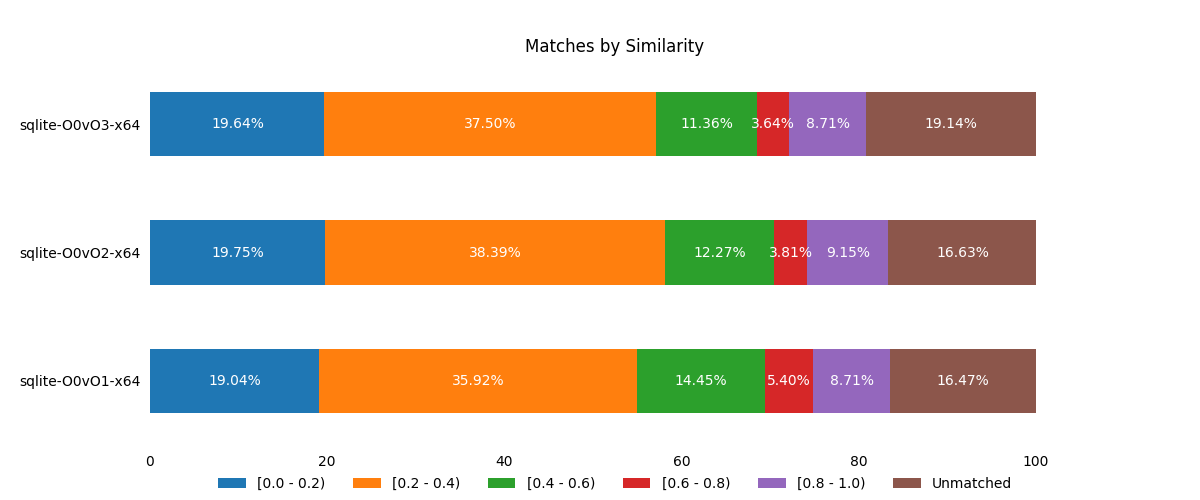 Matches by Similarity
sqlite-O0vO3-x64 19.64% 37.50% 11.36% 3.64% 8.71% 19.14%
sqlite-O0vO2-x64 19.75% 38.39% 12.27% 3.81% 9.15% 16.63%
sqlite-O0vO1-x64 19.04% 35.92% 14.45% 5.40% 8.71% 16.47%
0 20 40 60 80 100
[0.0 - 0.2) [0.2 - 0.4) [0.4 - 0.6) [0.6 - 0.8) [0.8 - 1.0) Unmatched